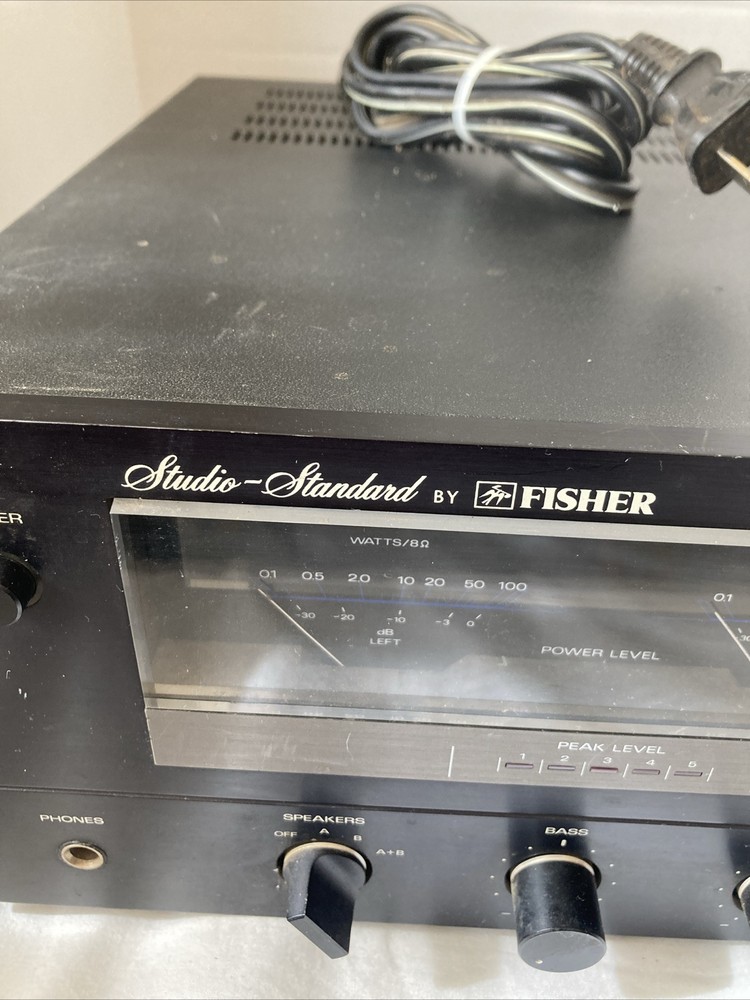 Studio-Standard BY FISHER
ER
WATTS/8Ω
0.1 0.5 2.0 10 20 50 100
0.1
-30 -20 -10 -3 0
30
dB
LEFT
POWER LEVEL
PEAK LEVEL
1 2 3 4 5
PHONES
SPEAKERS
OFF A B A+B
BASS